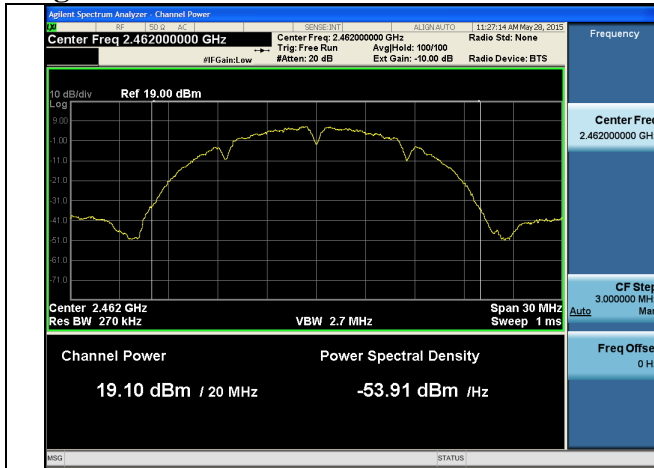 Agilent Spectrum Analyzer - Channel Power
RF 50 Ω AC SENSE:INT ALIGN AUTO 11:27:14 AM May 28, 2015
Center Freq 2.462000000 GHz
Center Freq: 2.462000000 GHz
Radio Std: None
Trig: Free Run Avg|Hold: 100/100
#IFGain:Low #Atten: 20 dB Ext Gain: -10.00 dB Radio Device: BTS
10 dB/div Ref 19.00 dBm
Log
9.00
-1.00
-11.0
-21.0
-31.0
-41.0
-51.0
-61.0
-71.0
Center 2.462 GHz Span 30 MHz
Res BW 270 kHz VBW 2.7 MHz Sweep 1 ms
Channel Power Power Spectral Density
19.10 dBm / 20 MHz -53.91 dBm /Hz
MSG STATUS
Frequency
Center Freq
2.462000000 GH
CF Step
3.000000 MH
Auto Ma
Freq Offse
0 H